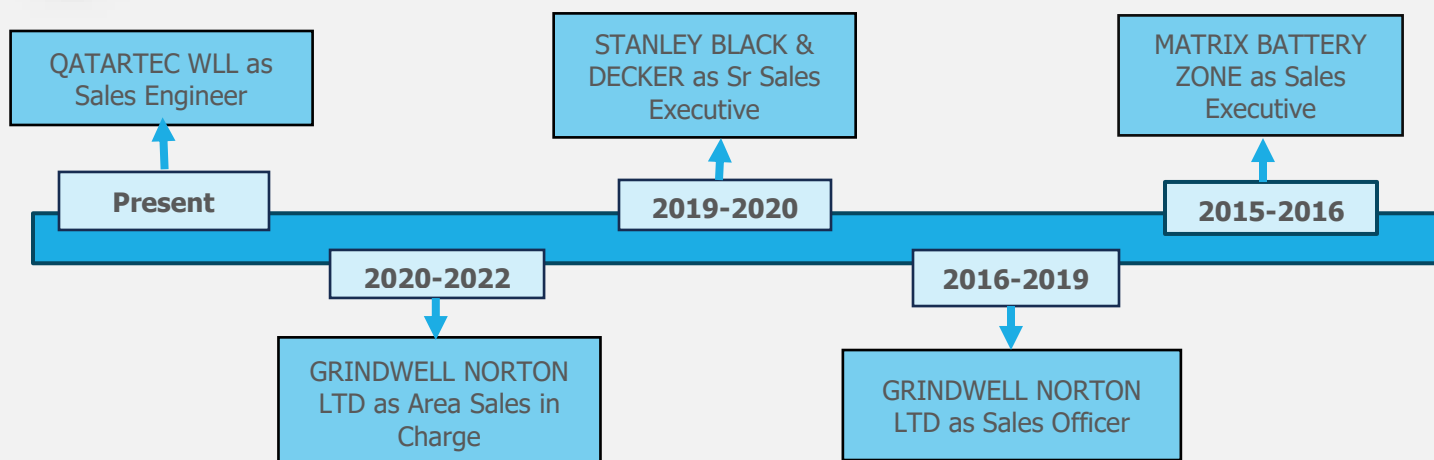 QATARTEC WLL as
Sales Engineer
STANLEY BLACK &
DECKER as Sr Sales
Executive
MATRIX BATTERY
ZONE as Sales
Executive
Present
2019-2020
2015-2016
2020-2022
2016-2019
GRINDWELL NORTON
LTD as Area Sales in
Charge
GRINDWELL NORTON
LTD as Sales Officer